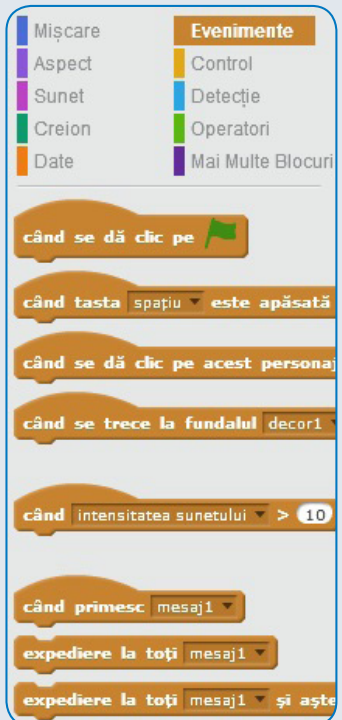 Mișcare
Evenimente
Aspect
Control
Sunet
Detecție
Creion
Operatori
Date
Mai Multe Blocuri
când se dă clic pe
când tasta spațiu este apăsată
când se dă clic pe acest personaj
când se trece la fundalul decor1
când intensitatea sunetului > 10
când primesc mesaj1
expediere la toți mesaj1
expediere la toți mesaj1 și aște